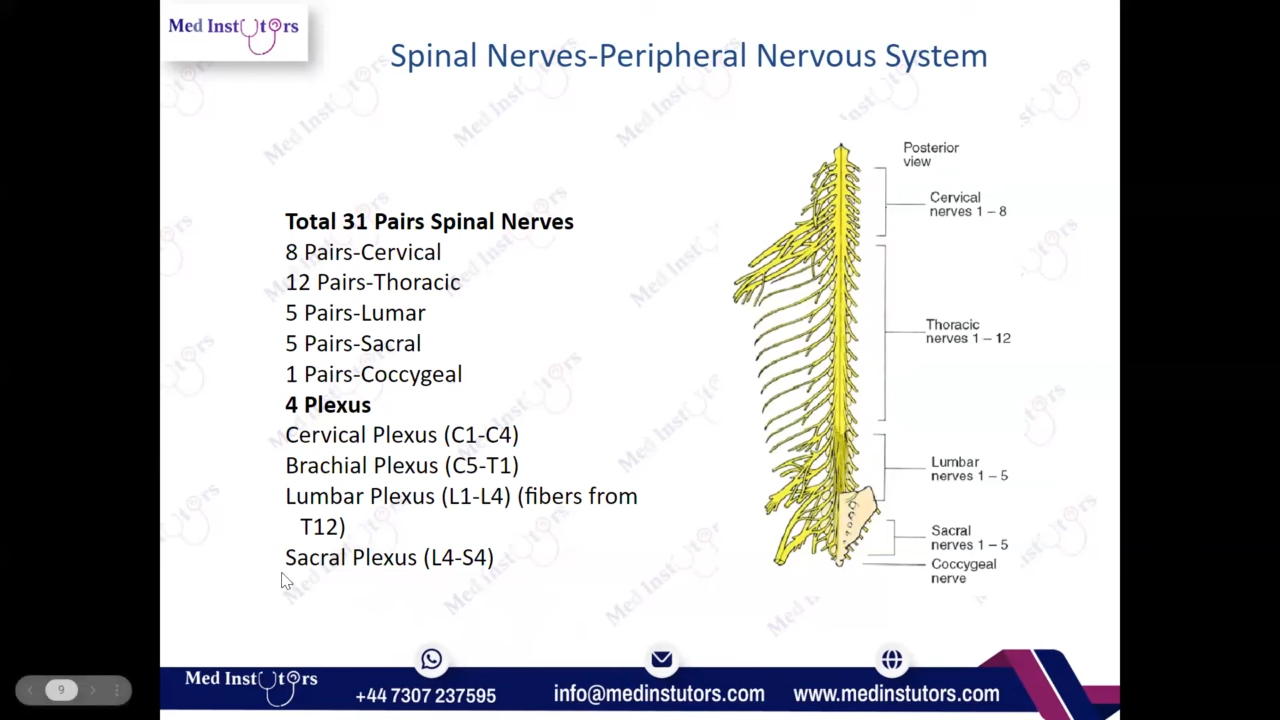 Med Instutors
Spinal Nerves-Peripheral Nervous System
Total 31 Pairs Spinal Nerves
8 Pairs-Cervical
12 Pairs-Thoracic
5 Pairs-Lumar
5 Pairs-Sacral
1 Pairs-Coccygeal
4 Plexus
Cervical Plexus (C1-C4)
Brachial Plexus (C5-T1)
Lumbar Plexus (L1-L4) (fibers from
T12)
Sacral Plexus (L4-S4)
Posterior
view
Cervical
nerves 1 – 8
Thoracic
nerves 1 – 12
Lumbar
nerves 1 – 5
Sacral
nerves 1 – 5
Coccygeal
nerve
9
Med Instutors
+44 7307 237595
info@medinstutors.com
www.medinstutors.com